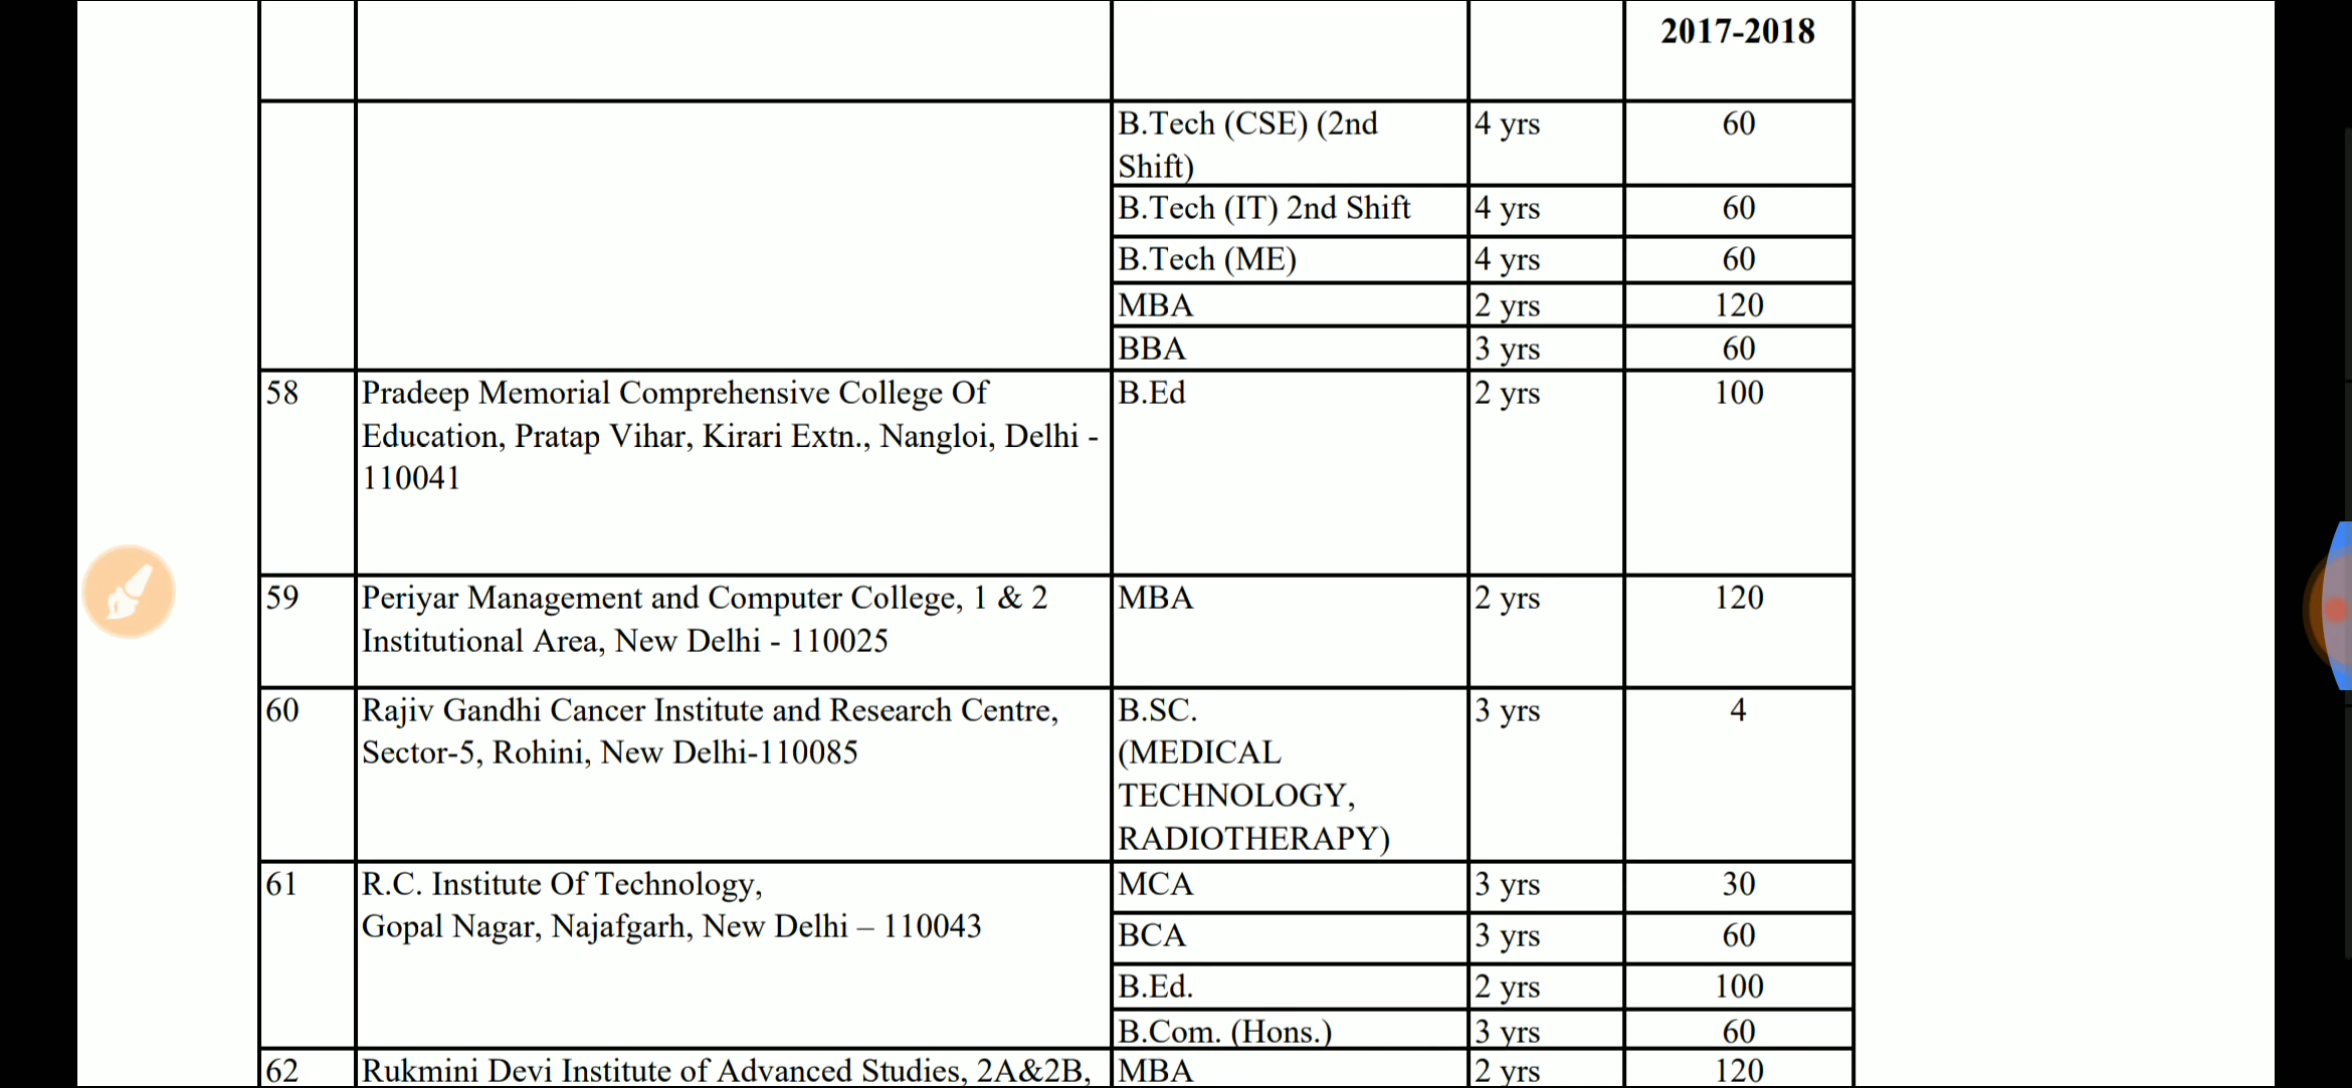 2017-2018
B.Tech (CSE) (2nd 4 yrs 60
Shift)
B.Tech (IT) 2nd Shift 4 yrs 60
B.Tech (ME) 4 yrs 60
MBA 2 yrs 120
BBA 3 yrs 60
58 Pradeep Memorial Comprehensive College Of B.Ed 2 yrs 100
Education, Pratap Vihar, Kirari Extn., Nangloi, Delhi -
110041
59 Periyar Management and Computer College, 1 & 2 MBA 2 yrs 120
Institutional Area, New Delhi - 110025
60 Rajiv Gandhi Cancer Institute and Research Centre, B.SC. 3 yrs 4
Sector-5, Rohini, New Delhi-110085 (MEDICAL
TECHNOLOGY,
RADIOTHERAPY)
61 R.C. Institute Of Technology, MCA 3 yrs 30
Gopal Nagar, Najafgarh, New Delhi – 110043 BCA 3 yrs 60
B.Ed. 2 yrs 100
B.Com. (Hons.) 3 yrs 60
62 Rukmini Devi Institute of Advanced Studies, 2A&2B, MBA 2 yrs 120